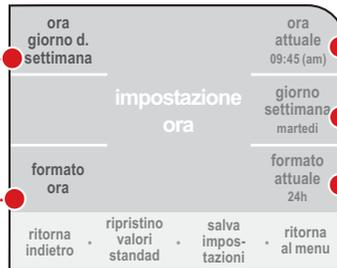 ora
giorno d.
settimana
ora
attuale
09:45 (am)
impostazione
ora
giorno
settimana
martedi
formato
ora
formato
attuale
24h
ritorna
indietro
ripristino
valori
standad
salva
impos-
tazioni
ritorna
al menu